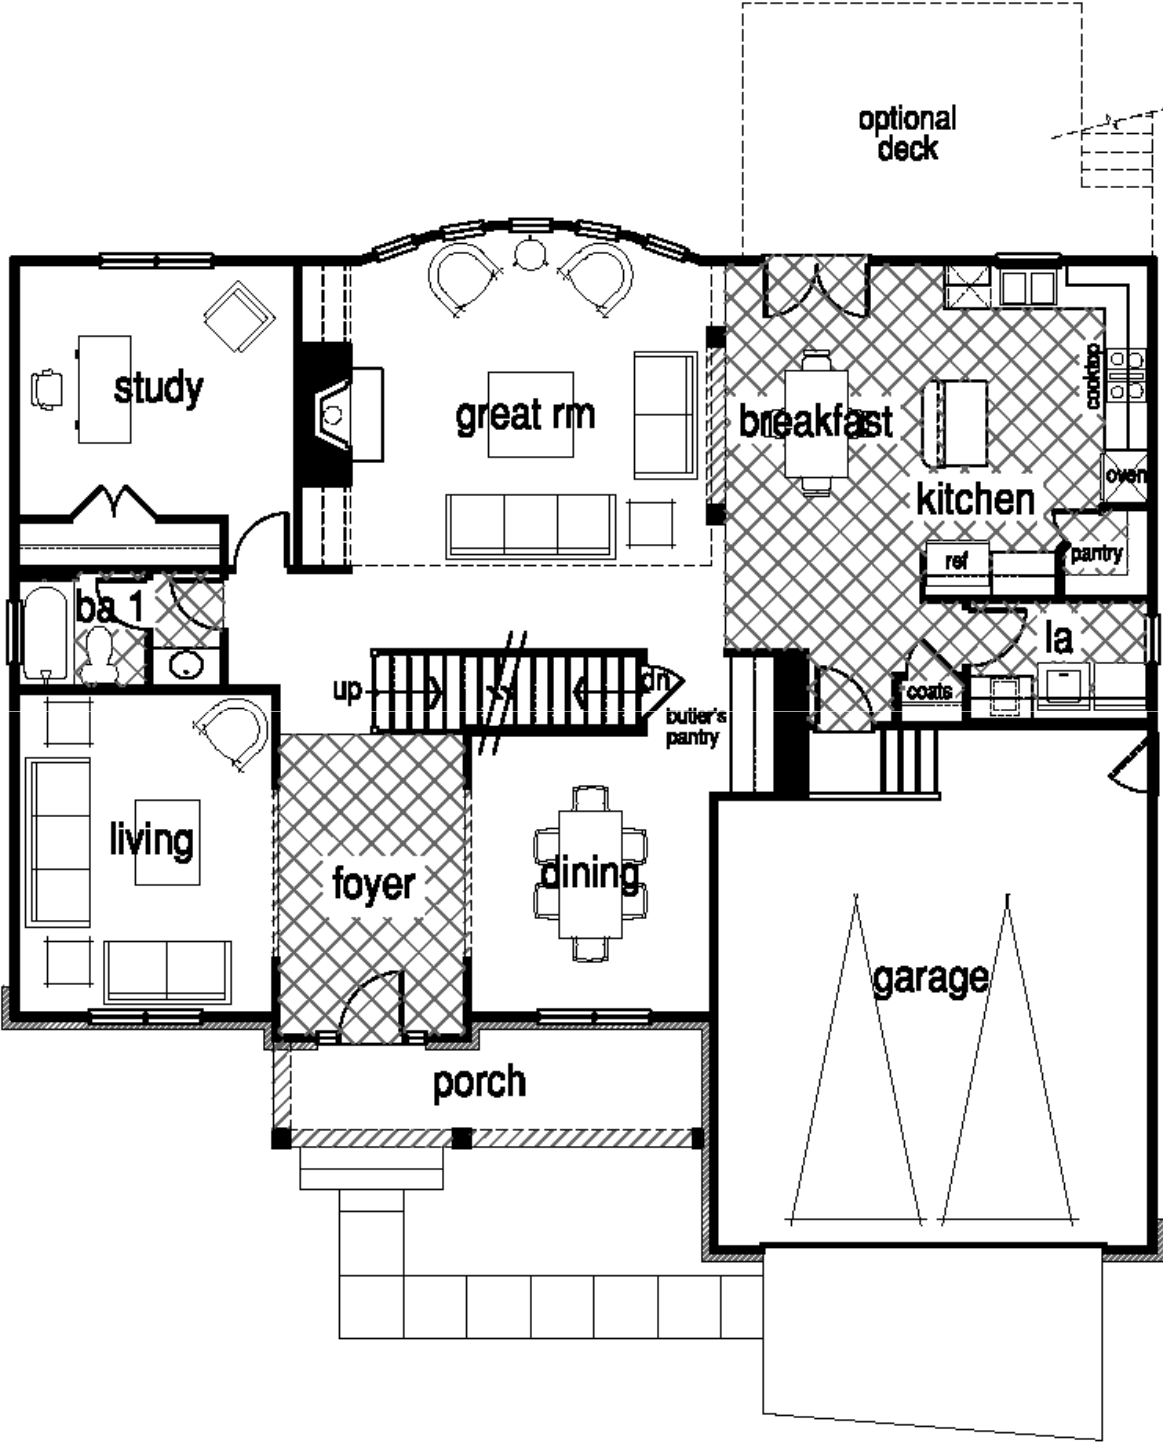 optional
deck
study
great rm
breakfast
cooktop
oven
kitchen
ref
pantry
ba 1
la
up
dn
coats
butler's
pantry
living
foyer
dining
garage
porch